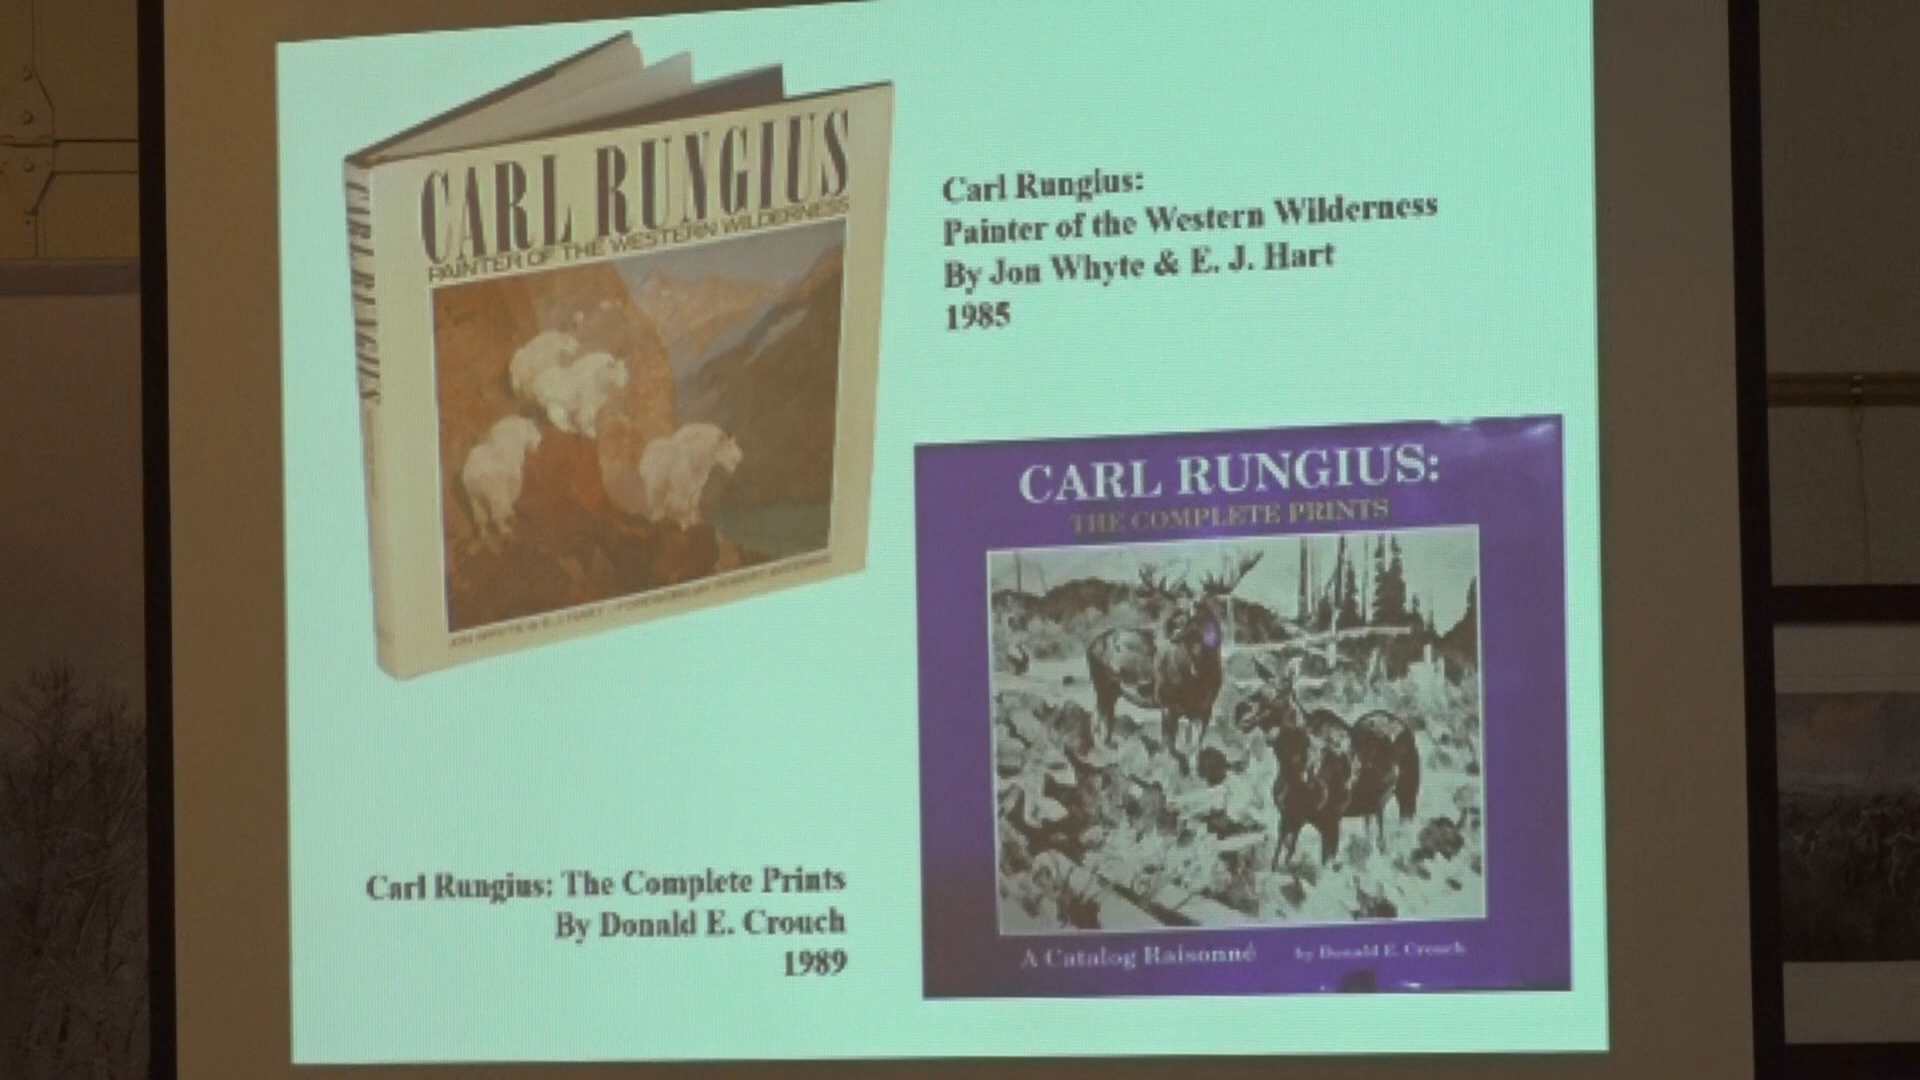 CARL RUNGIUS
PAINTER OF THE WESTERN WILDERNESS
CARL RUNGIUS
Carl Rungius:
Painter of the Western Wilderness
By Jon Whyte & E. J. Hart
1985
CARL RUNGIUS:
THE COMPLETE PRINTS
A Catalog Raisonné by Donald E. Crouch
Carl Rungius: The Complete Prints
By Donald E. Crouch
1989